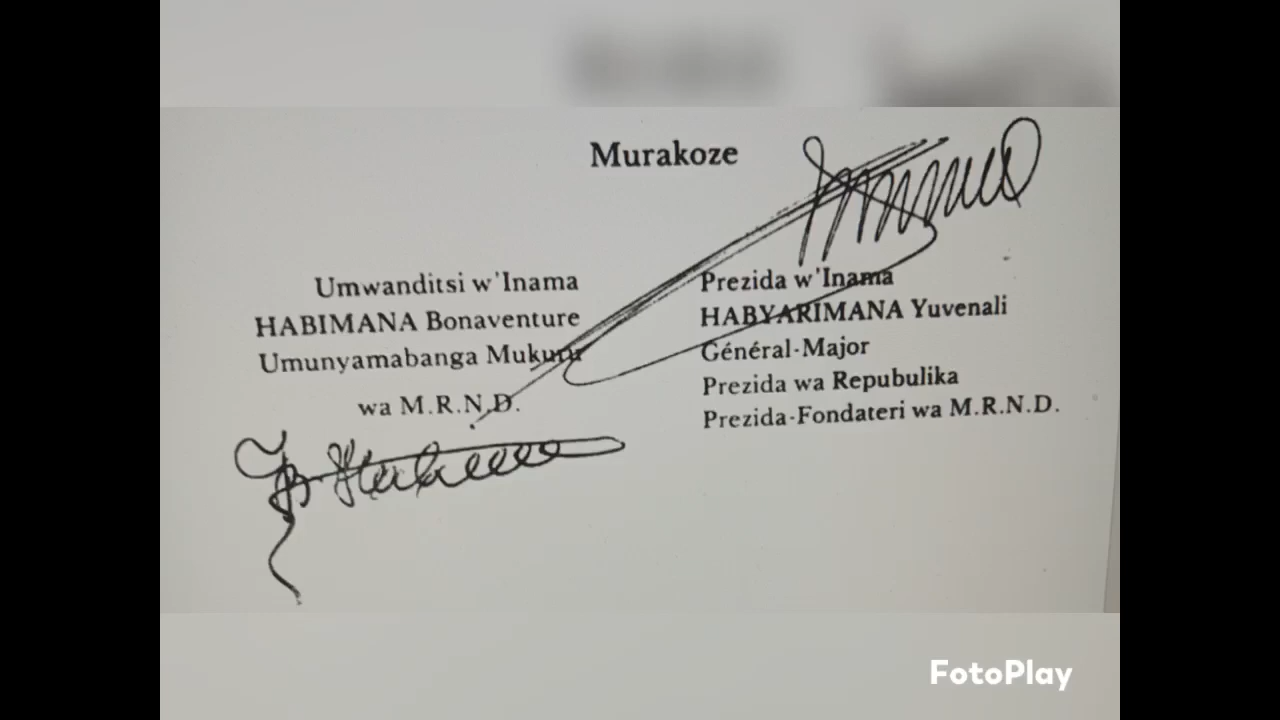 Murakoze
Umwanditsi w'Inama
HABIMANA Bonaventure
Umunyamabanga Mukuru
wa M.R.N.D.
Prezida w'Inama
HABYARIMANA Yuvenali
Général-Major
Prezida wa Repubulika
Prezida-Fondateri wa M.R.N.D.
FotoPlay